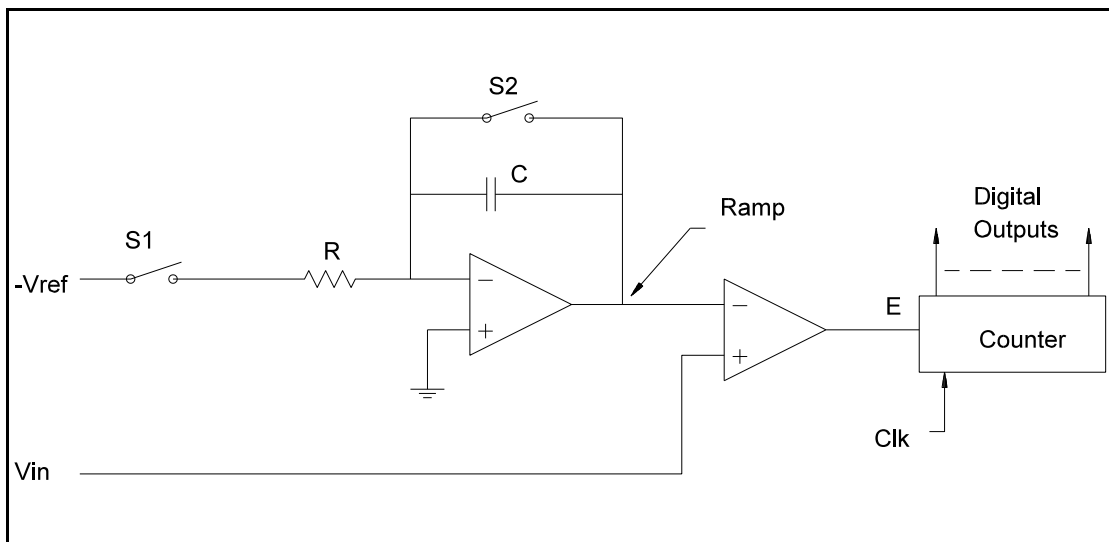 S2
C
Ramp
Digital
Outputs
S1
R
-Vref
E
Counter
Clk
Vin